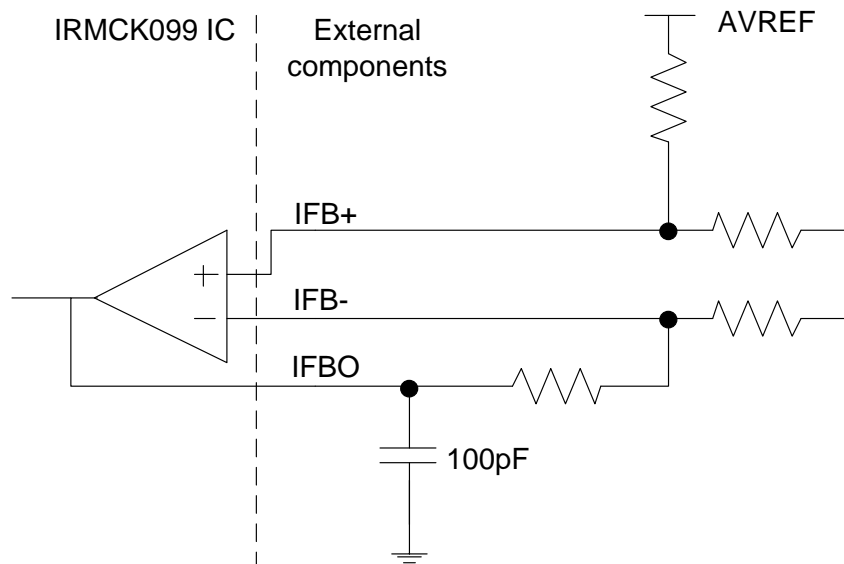 IRMCK099 IC
External
components
AVREF
IFB+
+
IFB-
−
IFBO
100pF